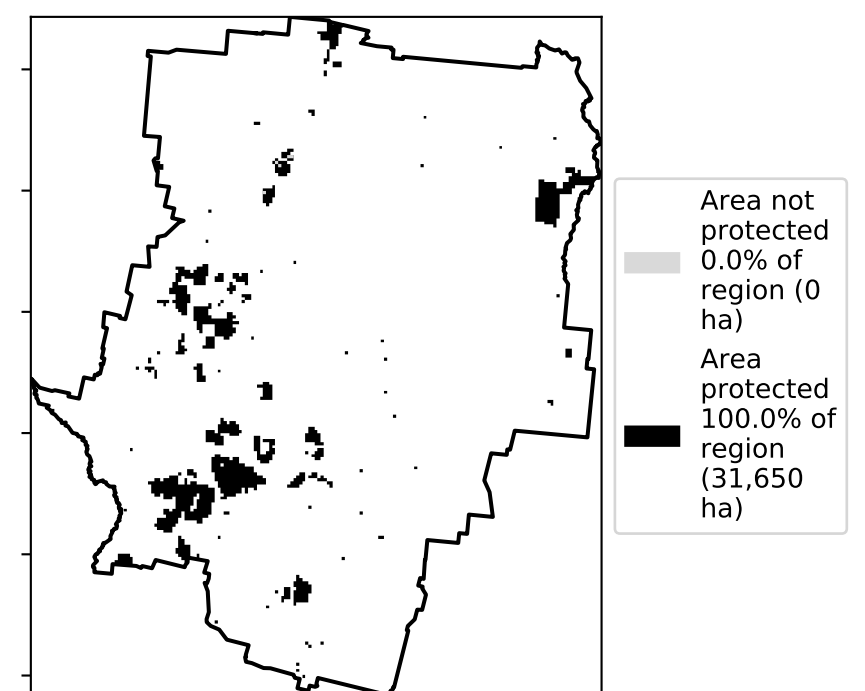 Area not
protected
0.0% of
region (0
ha)
Area
protected
100.0% of
region
(31,650
ha)